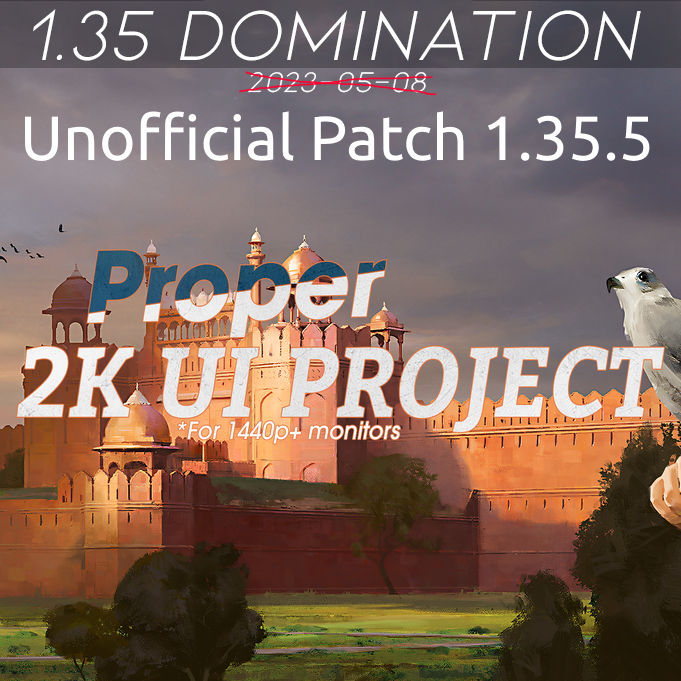 1.35 DOMINATION
2023-05-08
Unofficial Patch 1.35.5
Proper
2K UI PROJECT
*For 1440p+ monitors